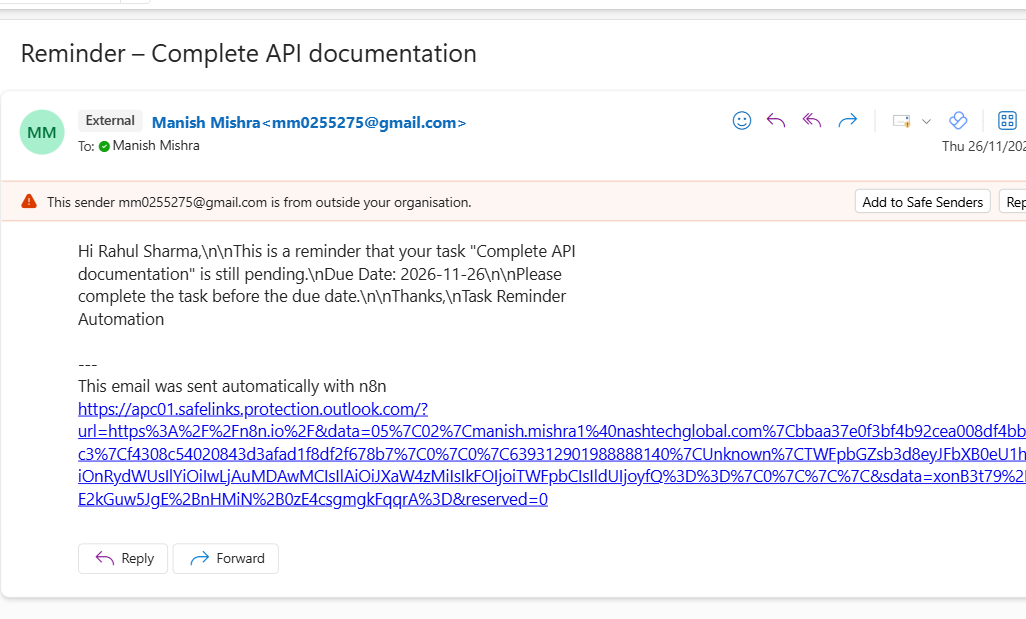 Reminder – Complete API documentation
MM
External Manish Mishra<mm0255275@gmail.com>
To: Manish Mishra
Thu 26/11/202
This sender mm0255275@gmail.com is from outside your organisation.
Add to Safe Senders
Rep
Hi Rahul Sharma,\n\nThis is a reminder that your task "Complete API
documentation" is still pending.\nDue Date: 2026-11-26\n\nPlease
complete the task before the due date.\n\nThanks,\nTask Reminder
Automation
---
This email was sent automatically with n8n
https://apc01.safelinks.protection.outlook.com/?
url=https%3A%2F%2Fn8n.io%2F&data=05%7C02%7Cmanish.mishra1%40nashtechglobal.com%7Cbbaa37e0f3bf4b92cea008df4bb
c3%7Cf4308c54020843d3afad1f8df2f678b7%7C0%7C0%7C639312901988888140%7CUnknown%7CTWFpbGZsb3d8eyJFbXB0eU1h
iOnRydWUsIlYiOiIwLjAuMDAwMCIsIlAiOiJXaW4zMiIsIkFOIjoiTWFpbCIsIldUIjoyfQ%3D%3D%7C0%7C%7C%7C&sdata=xonB3t79%2
E2kGuw5JgE%2BnHMiN%2B0zE4csgmgkFqqrA%3D&reserved=0
Reply
Forward